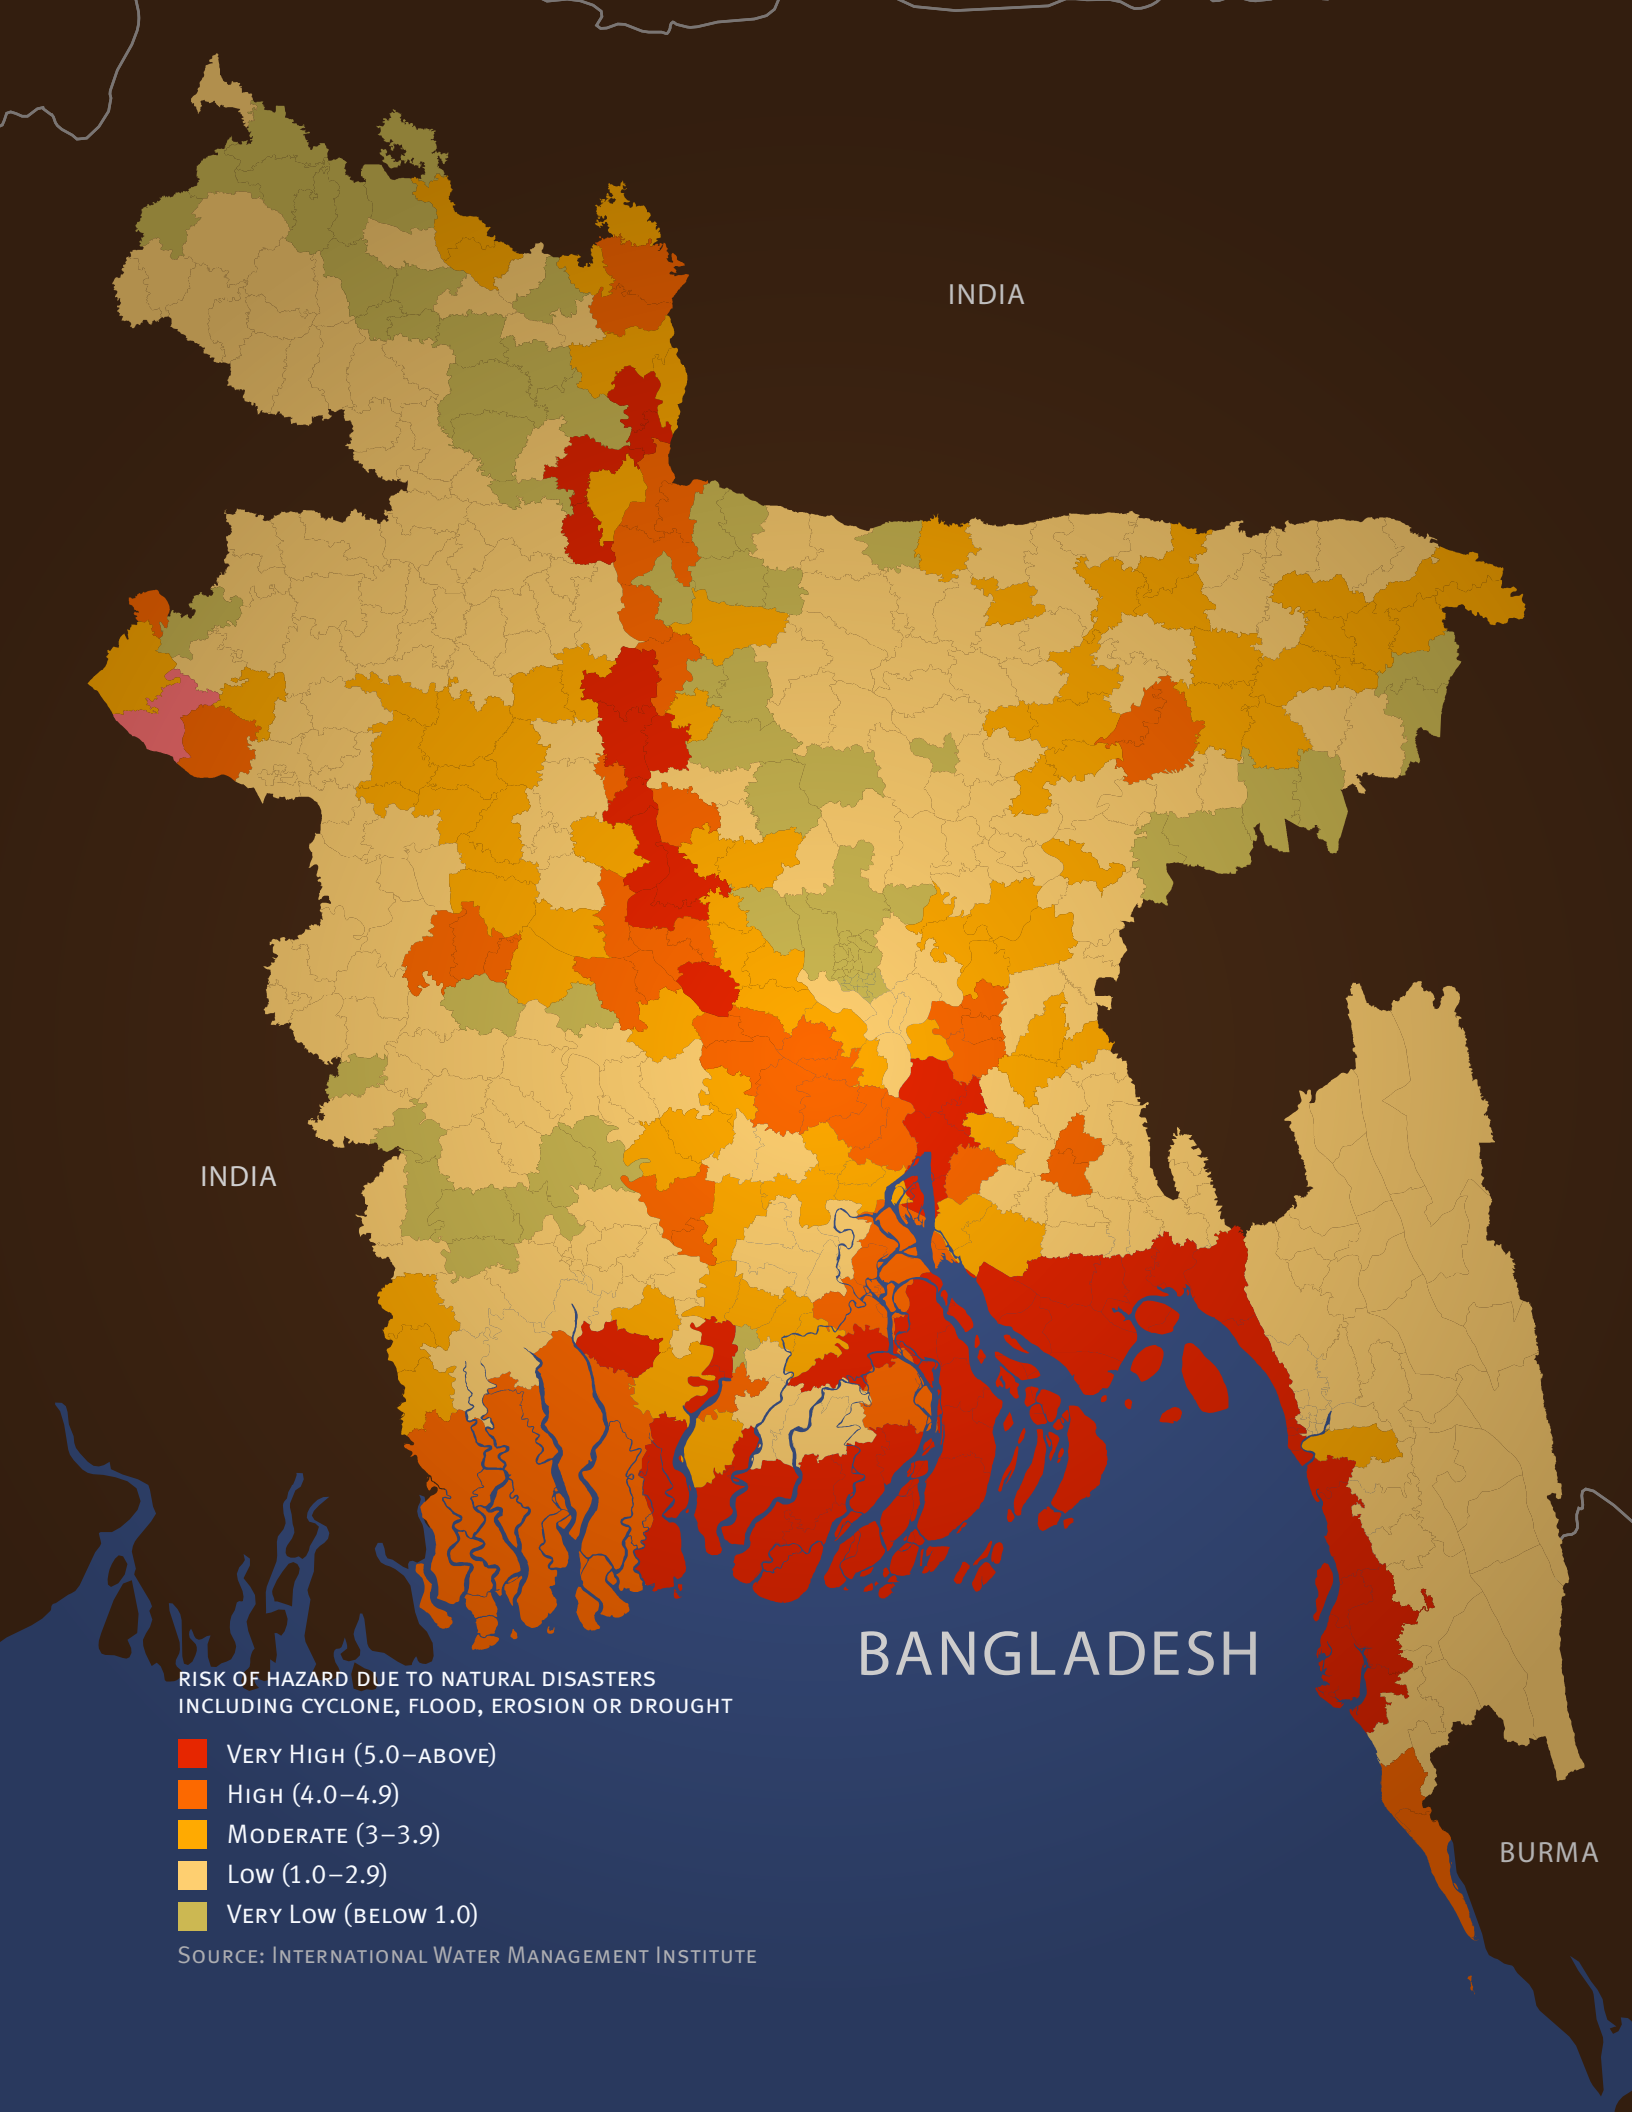 INDIA
INDIA
BANGLADESH
RISK OF HAZARD DUE TO NATURAL DISASTERS
INCLUDING CYCLONE, FLOOD, EROSION OR DROUGHT
VERY HIGH (5.0–ABOVE)
HIGH (4.0–4.9)
MODERATE (3–3.9)
BURMA
LOW (1.0–2.9)
VERY LOW (BELOW 1.0)
SOURCE: INTERNATIONAL WATER MANAGEMENT INSTITUTE